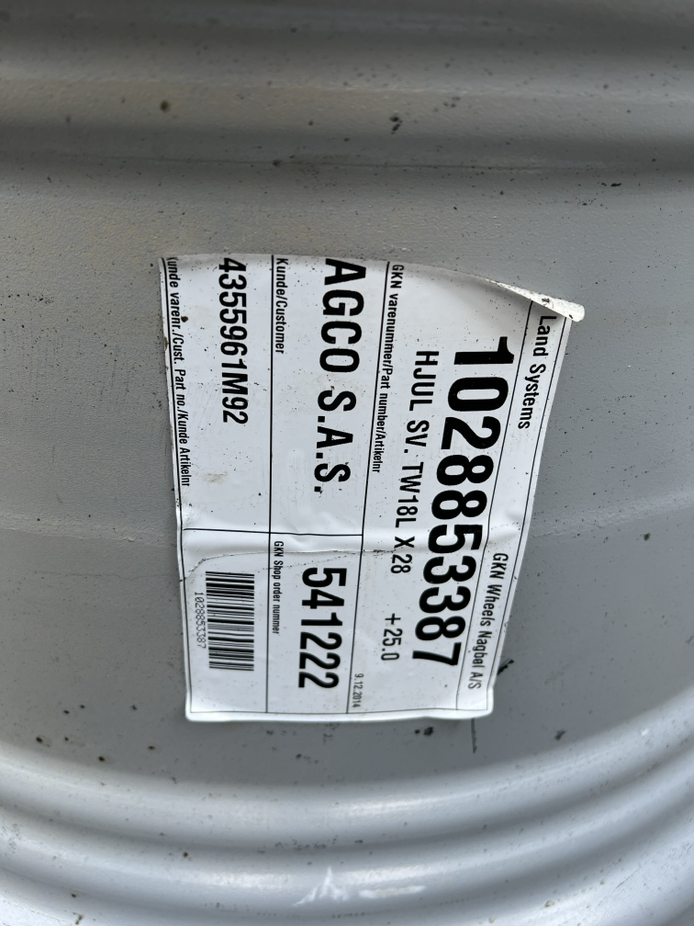 Land Systems
GKN Wheels Nagbøl A/S
1028853387
HJUL SV. TW18L X 28 +25.0
GKN varenummer/Part number/Artikelnr
9.12.2014
AGCO S.A.S.
541222
Kunde/Customer
GKN Shop order nummer
4355961M92
1028853387
Kunde varenr./Cust. Part no./Kunde Artikelnr